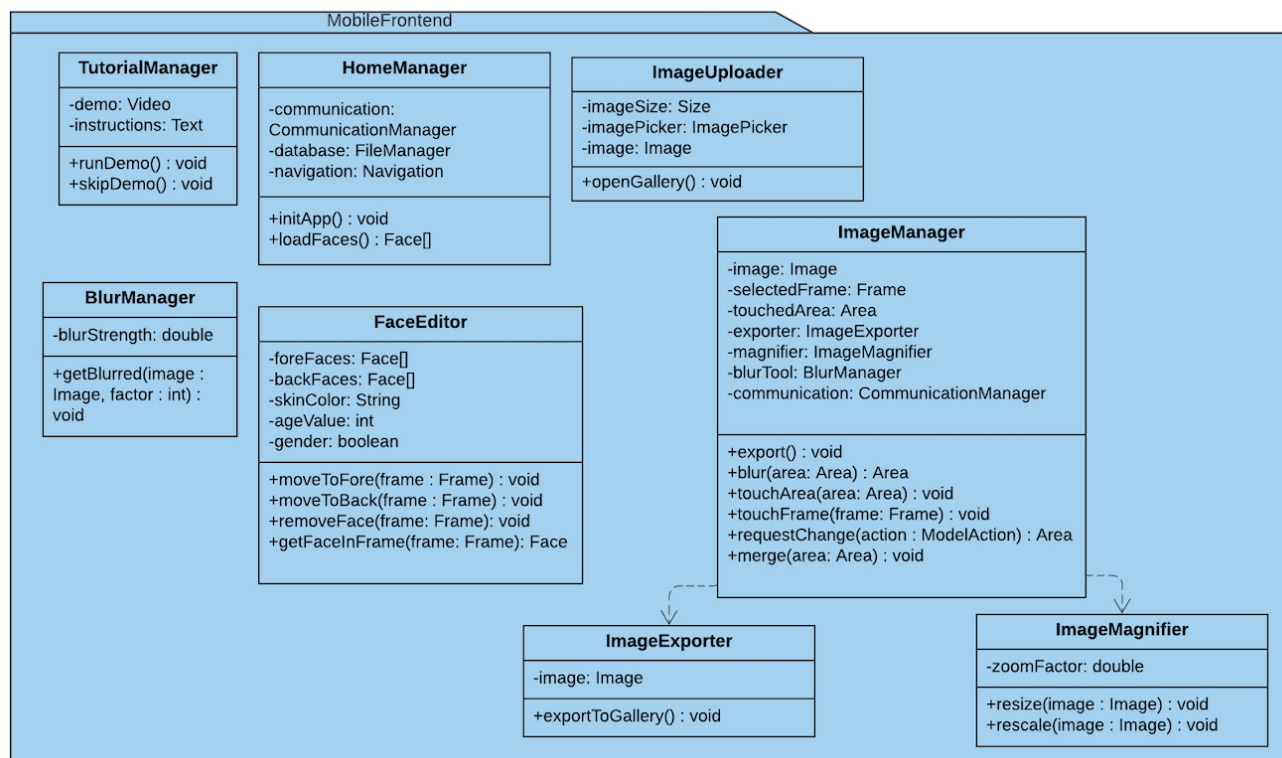 MobileFrontend
TutorialManager
-demo: Video
-instructions: Text
+runDemo() : void
+skipDemo() : void
HomeManager
-communication:
CommunicationManager
-database: FileManager
-navigation: Navigation
+initApp() : void
+loadFaces() : Face[]
ImageUploader
-imageSize: Size
-imagePicker: ImagePicker
-image: Image
+openGallery() : void
BlurManager
-blurStrength: double
+getBlurred(image :
Image, factor : int) :
void
FaceEditor
-foreFaces: Face[]
-backFaces: Face[]
-skinColor: String
-ageValue: int
-gender: boolean
+moveToFore(frame : Frame) : void
+moveToBack(frame : Frame) : void
+removeFace(frame: Frame): void
+getFaceInFrame(frame: Frame): Face
ImageManager
-image: Image
-selectedFrame: Frame
-touchedArea: Area
-exporter: ImageExporter
-magnifier: ImageMagnifier
-blurTool: BlurManager
-communication: CommunicationManager
+export() : void
+blur(area: Area) : Area
+touchArea(area: Area) : void
+touchFrame(frame: Frame) : void
+requestChange(action : ModelAction) : Area
+merge(area: Area) : void
ImageExporter
-image: Image
+exportToGallery() : void
ImageMagnifier
-zoomFactor: double
+resize(image : Image) : void
+rescale(image : Image) : void